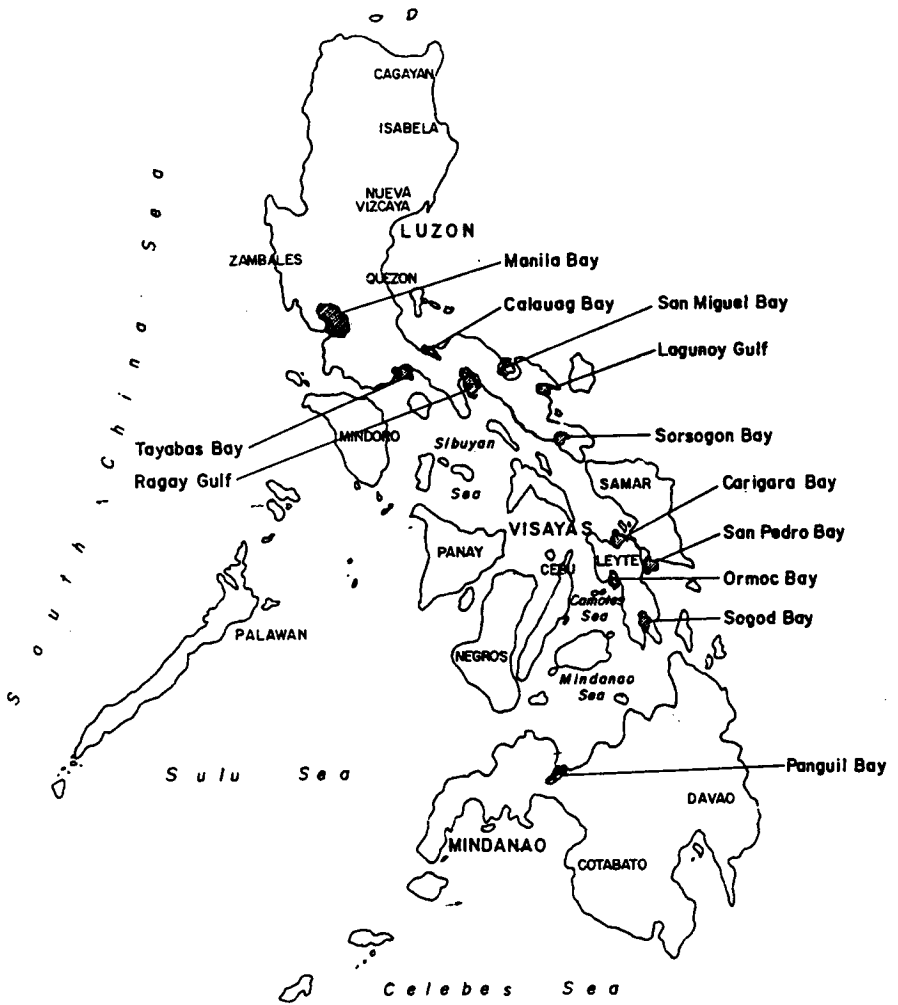 CAGAYAN
ISABELA
NUEVA
VIZCAYA
LUZON
ZAMBALES
QUEZON
Manila Bay
Calauag Bay
San Miguel Bay
Lagunoy Gulf
South China Sea
Tayabas Bay
Ragay Gulf
MINDORO
Sibuyan
Sea
Sorsogon Bay
SAMAR
Carigara Bay
VISAYAS
San Pedro Bay
PANAY
CEBU
LEYTE
Ormoc Bay
Camotes
Sea
Sogod Bay
PALAWAN
NEGROS
Mindanao
Sea
Sulu Sea
Panguil Bay
DAVAO
MINDANAO
COTABATO
Celebes Sea